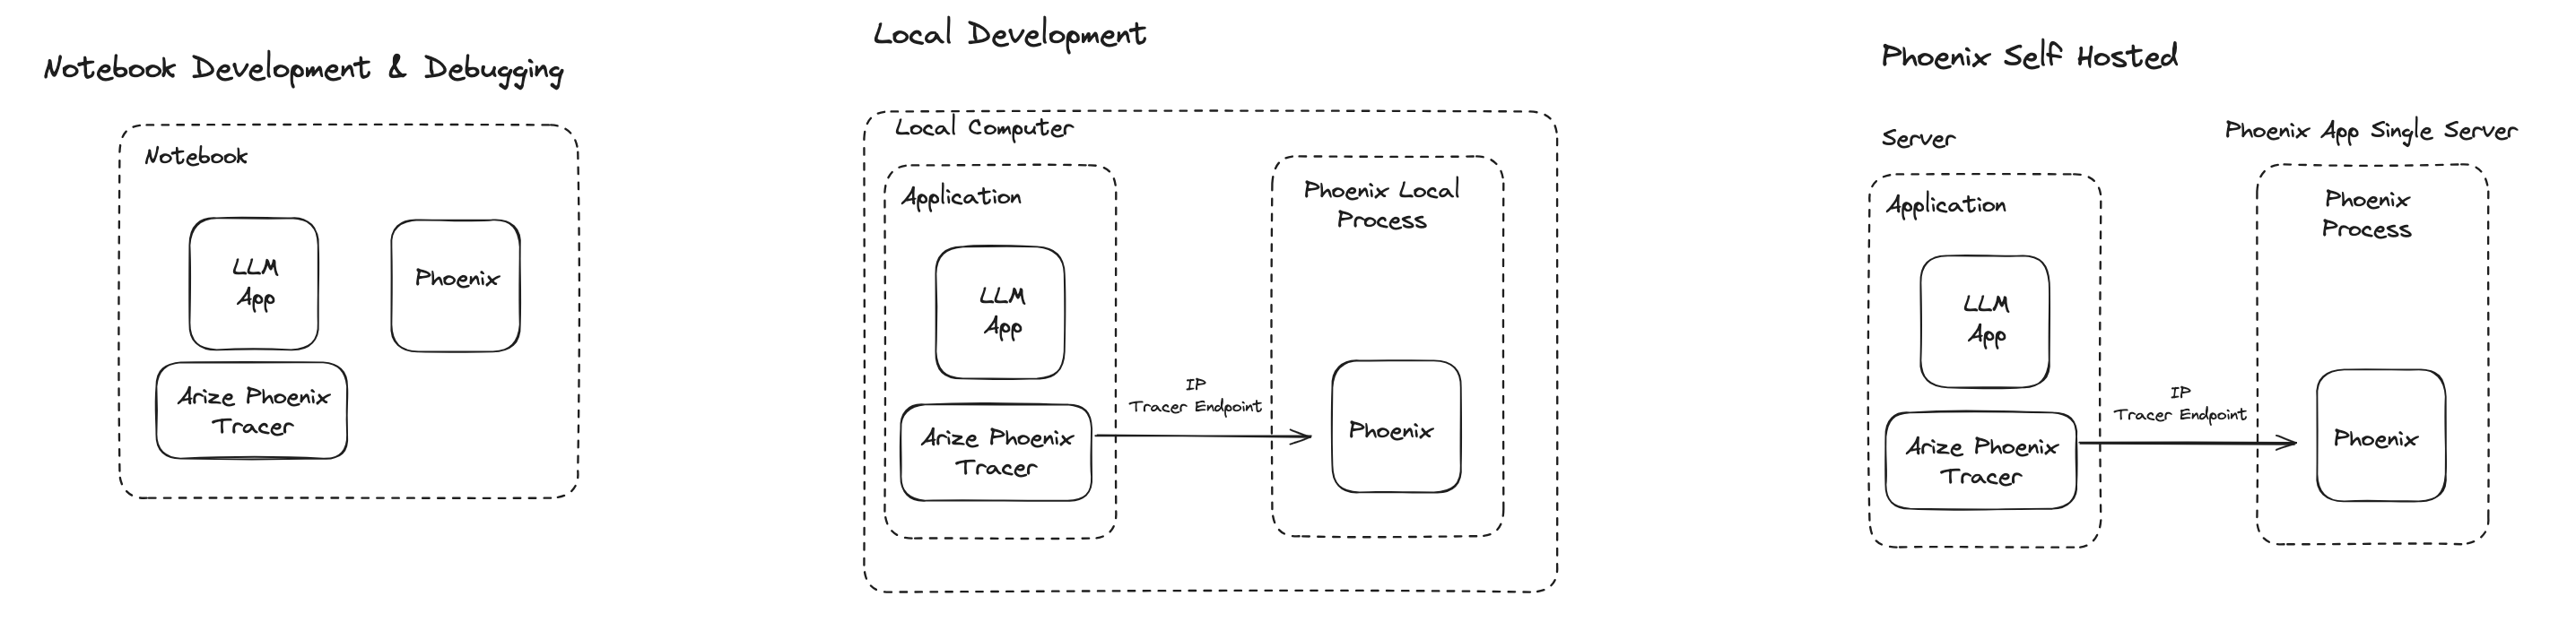 Notebook Development & Debugging
Notebook
LLM
App
Phoenix
Arize Phoenix
Tracer
Local Development
Local Computer
Application
LLM
App
Arize Phoenix
Tracer
IP
Tracer Endpoint
Phoenix Local
Process
Phoenix
Phoenix Self Hosted
Server
Application
LLM
App
Arize Phoenix
Tracer
IP
Tracer Endpoint
Phoenix App Single Server
Phoenix
Process
Phoenix